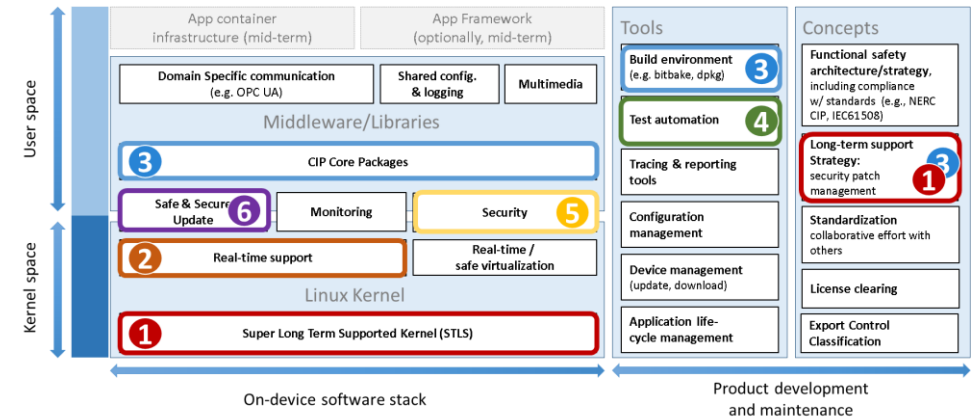 App container
infrastructure (mid-term)
App Framework
(optionally, mid-term)
User space
Domain Specific communication
(e.g. OPC UA)
Shared config.
& logging
Multimedia
Middleware/Libraries
3
CIP Core Packages
Safe & Secure
Update
6
Monitoring
Security
5
Kernel space
2
Real-time support
Real-time /
safe virtualization
Linux Kernel
1
Super Long Term Supported Kernel (STLS)
On-device software stack
Tools
Build environment
(e.g. bitbake, dpkg)
3
Test automation
4
Tracing & reporting
tools
Configuration
management
Device management
(update, download)
Application life-
cycle management
Concepts
Functional safety
architecture/strategy,
including compliance
w/ standards (e.g., NERC
CIP, IEC61508)
Long-term support
Strategy:
security patch
management
3
1
Standardization
collaborative effort with
others
License clearing
Export Control
Classification
Product development
and maintenance